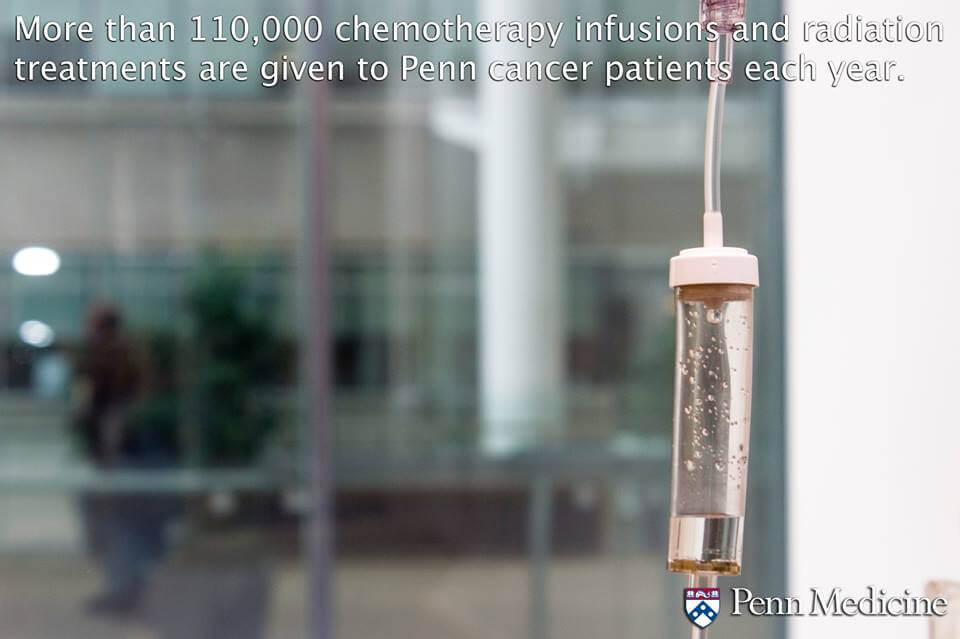 More than 110,000 chemotherapy infusions and radiation
treatments are given to Penn cancer patients each year.
Penn Medicine